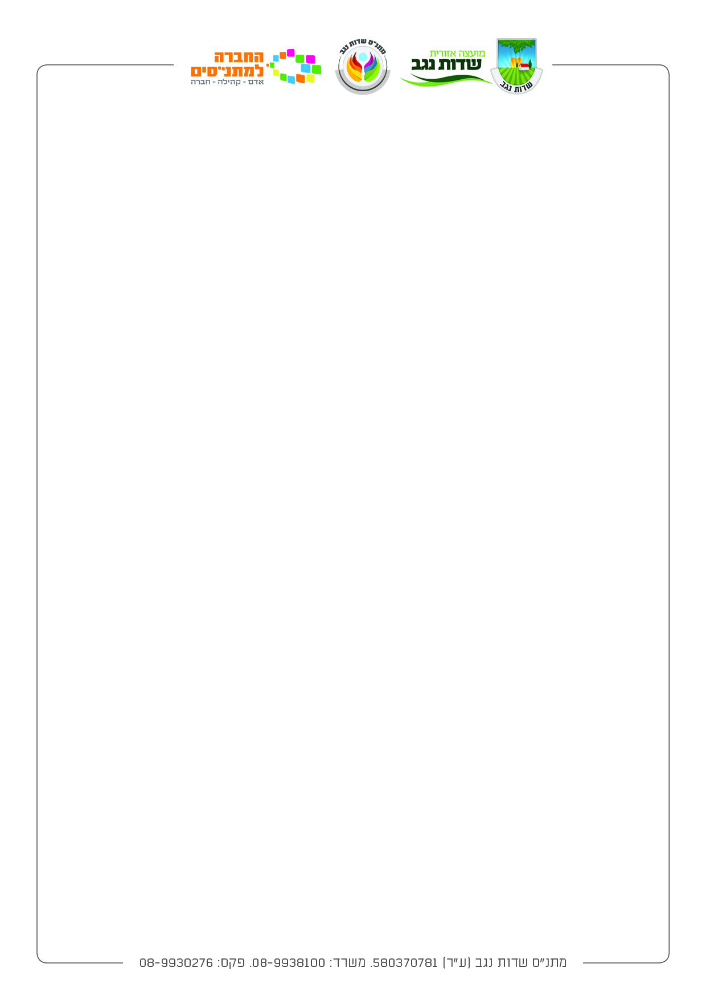 מועצה אזורית
שדות נגב
שדות נגב
מתנ"ס שדות נגב
החברה
למתנ"סים
אדם - קהילה - חברה
מתנ"ס שדות נגב (ע"ר) 580370781. משרד: 08-9938100. פקס: 08-9930276